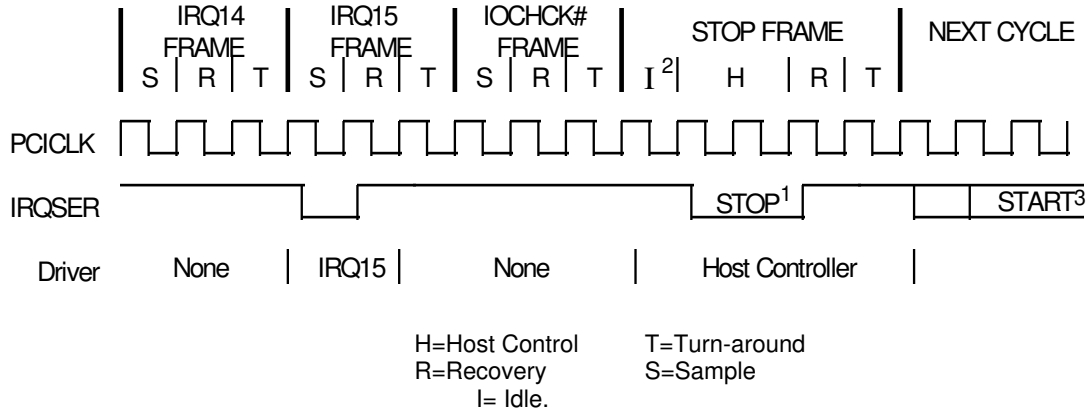 IRQ14 FRAME
IRQ15 FRAME
IOCHCK# FRAME
STOP FRAME
NEXT CYCLE
S R T S R T S R T I2 H R T
PCICLK
IRQSER
STOP1
START3
Driver None IRQ15 None Host Controller
H=Host Control T=Turn-around
R=Recovery S=Sample
I= Idle.